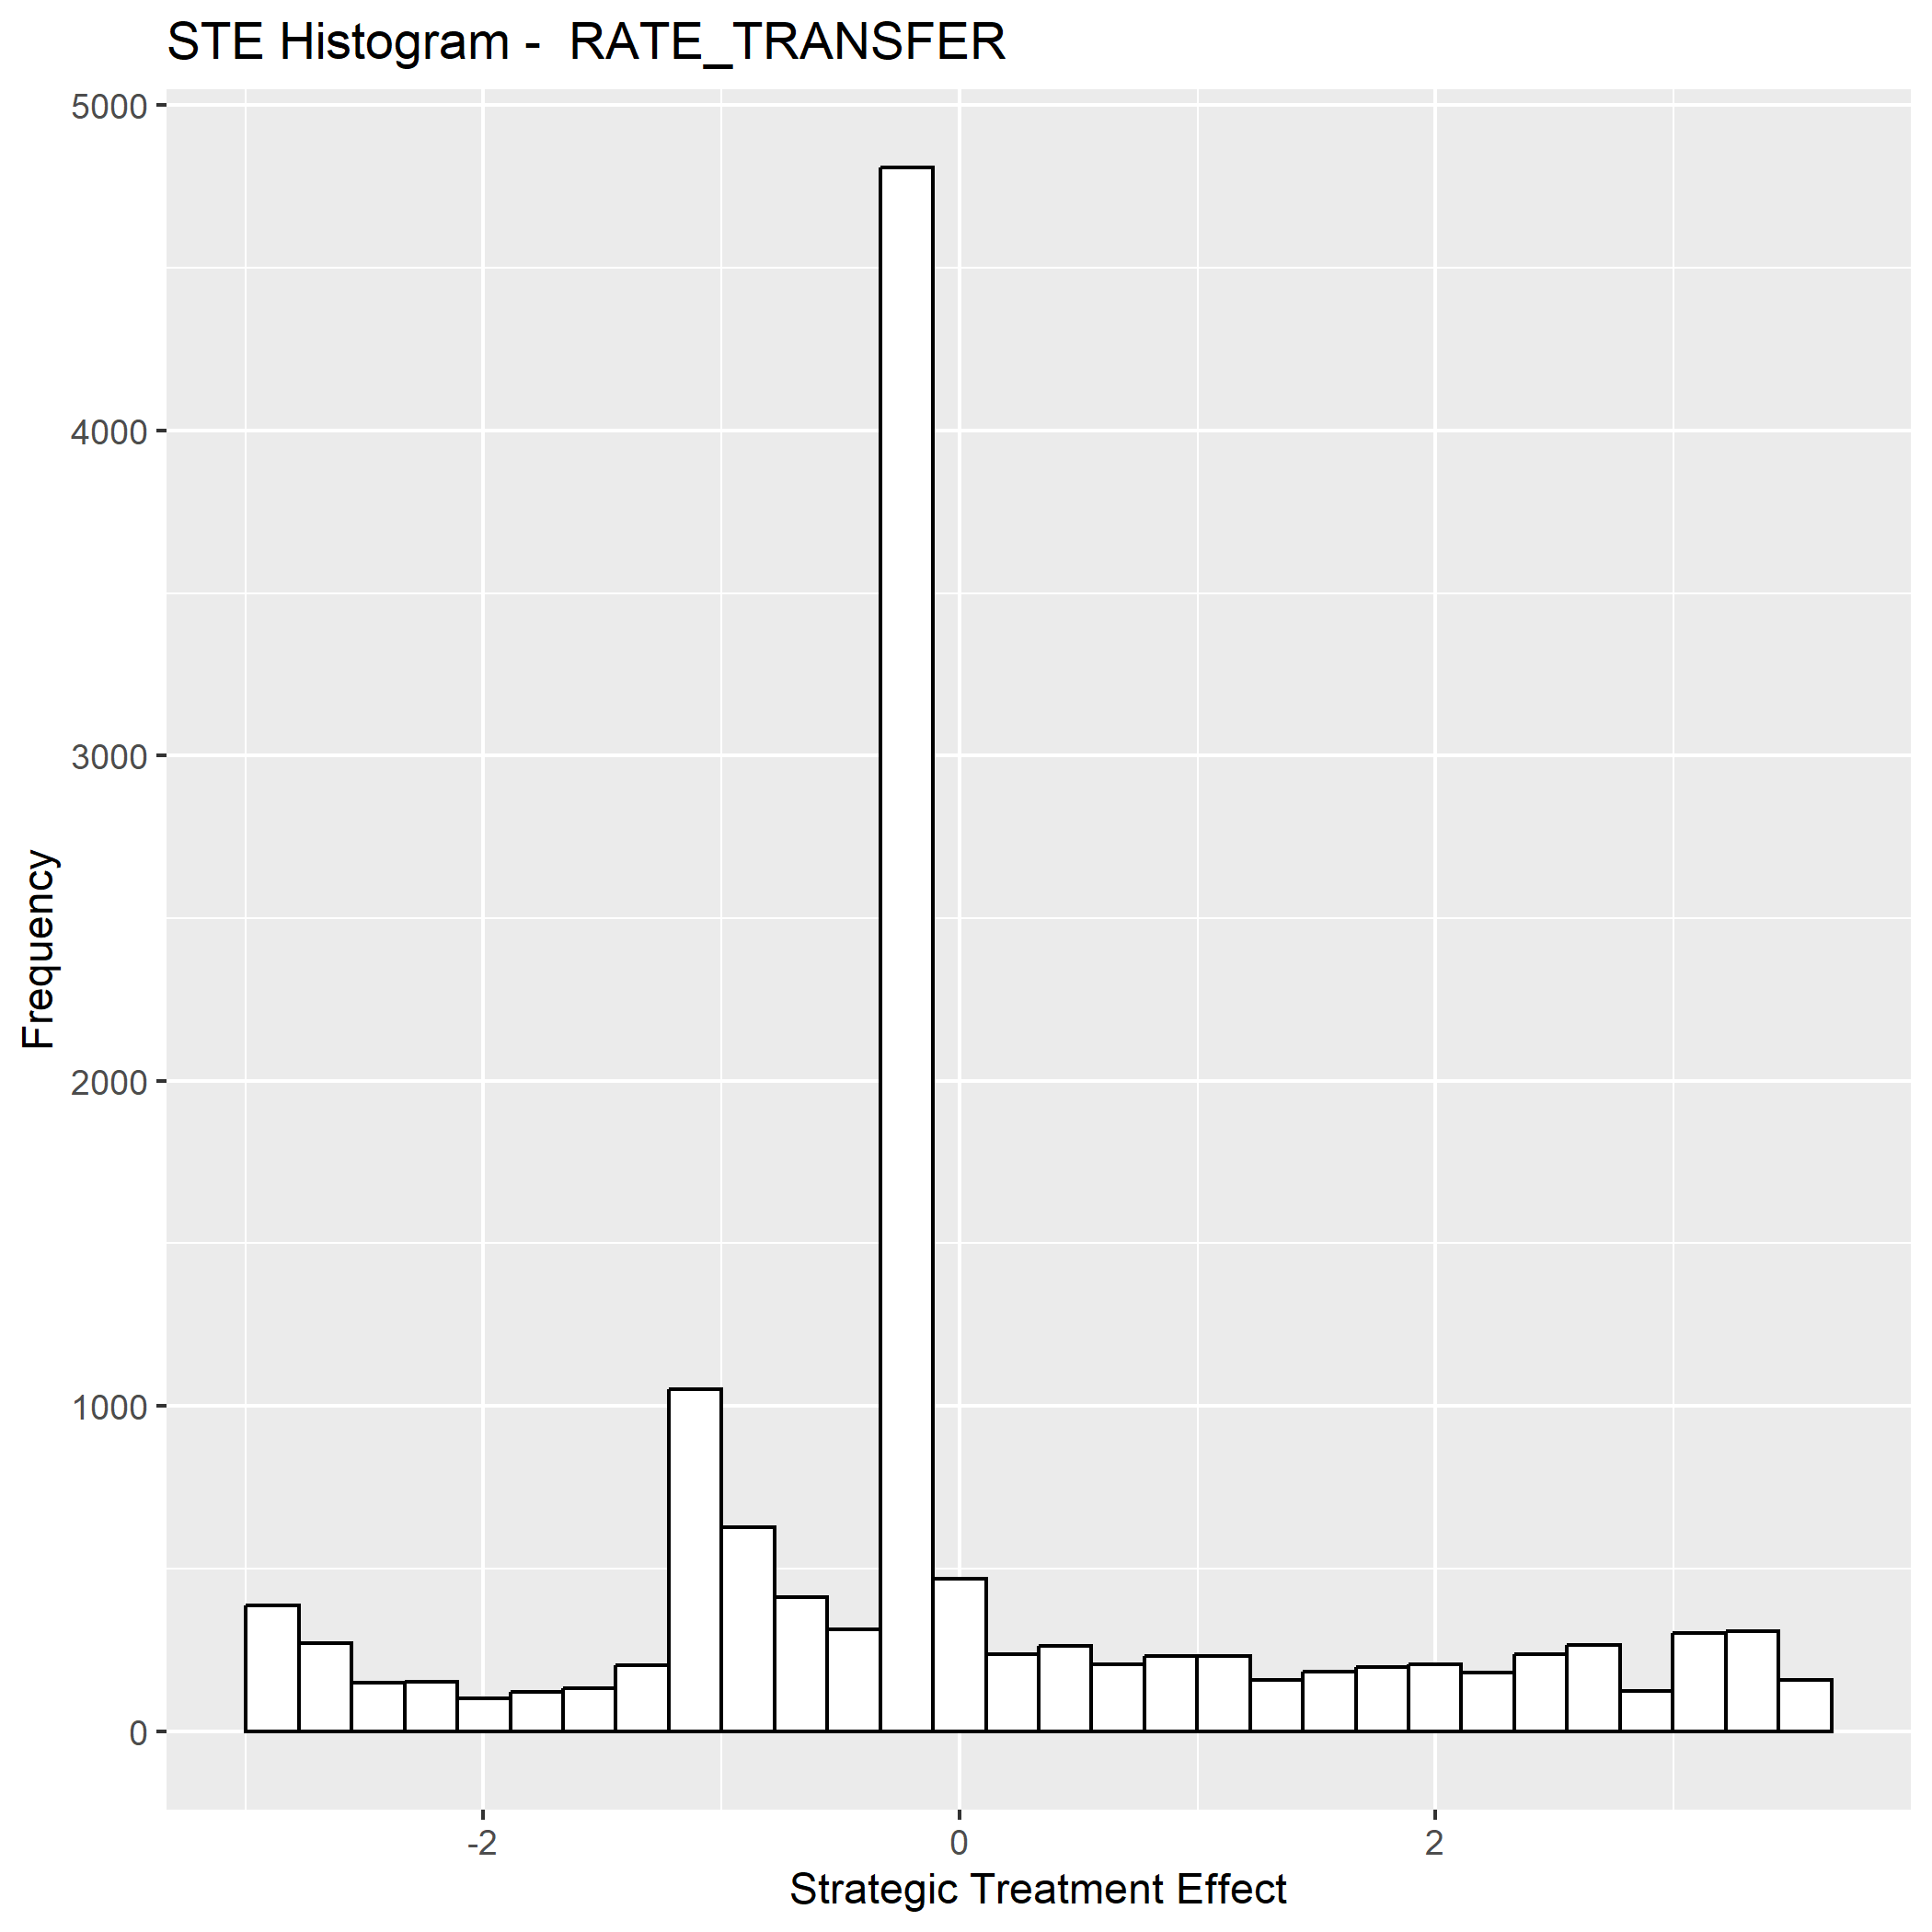 STE Histogram -  RATE_TRANSFER
5000
4000
3000
2000
1000
0
Frequency
-2 0 2
Strategic Treatment Effect